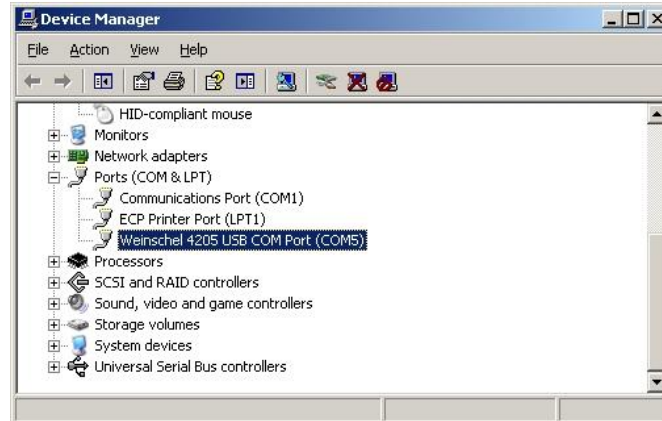 Device Manager
File Action View Help
HID-compliant mouse
Monitors
Network adapters
Ports (COM & LPT)
Communications Port (COM1)
ECP Printer Port (LPT1)
Weinschel 4205 USB COM Port (COM5)
Processors
SCSI and RAID controllers
Sound, video and game controllers
Storage volumes
System devices
Universal Serial Bus controllers